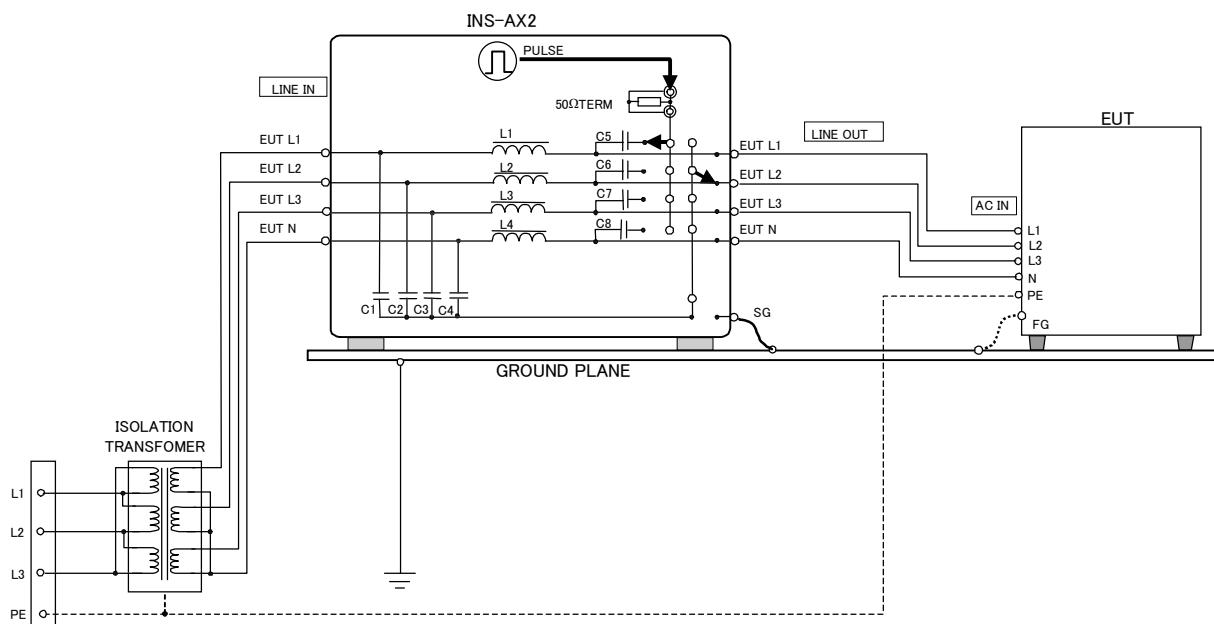 INS-AX2
PULSE
LINE IN
50ΩTERM
EUT L1
EUT L2
EUT L3
EUT N
L1
L2
L3
L4
C5
C6
C7
C8
C1
C2
C3
C4
LINE OUT
EUT L1
EUT L2
EUT L3
EUT N
SG
EUT
AC IN
L1
L2
L3
N
PE
FG
GROUND PLANE
ISOLATION
TRANSFOMER
L1
L2
L3
PE